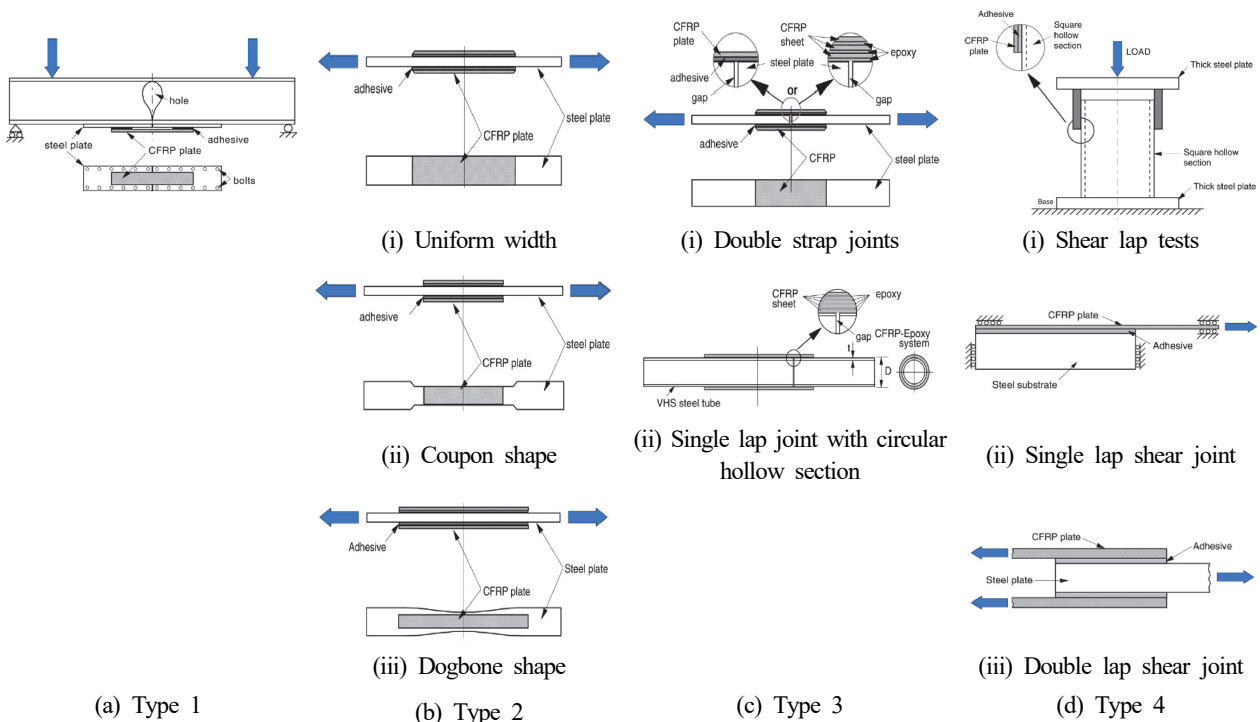 hole
steel plate
CFRP plate
adhesive
bolts
(a) Type 1
adhesive
CFRP plate
steel plate
(i) Uniform width
adhesive
CFRP plate
steel plate
(ii) Coupon shape
Adhesive
CFRP plate
Steel plate
(iii) Dogbone shape
(b) Type 2
CFRP
plate
CFRP
sheet
epoxy
adhesive
steel plate
gap
or
gap
adhesive
CFRP
steel plate
(i) Double strap joints
CFRP
sheet
epoxy
gap
CFRP-Epoxy
system
t
D
VHS steel tube
(ii) Single lap joint with circular
hollow section
(c) Type 3
Adhesive
CFRP
plate
Square
hollow
section
LOAD
Thick steel plate
Square hollow
section
Thick steel plate
Base
(i) Shear lap tests
CFRP plate
Adhesive
Steel substrate
(ii) Single lap shear joint
CFRP plate
Adhesive
Steel plate
(iii) Double lap shear joint
(d) Type 4